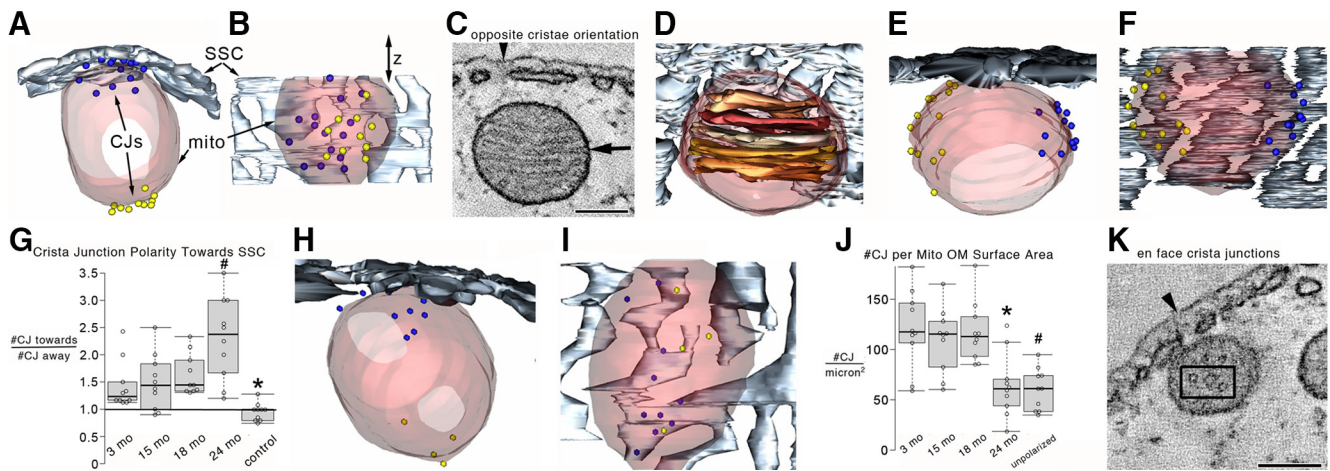 A
B
C
D
E
F
SSC
z
opposite cristae orientation
CJs
mito
G
Crista Junction Polarity Towards SSC
#CJ towards
#CJ away
3.5
3.0
2.5
2.0
1.5
1.0
0.5
0
#
*
3 mo
15 mo
18 mo
24 mo
control
H
I
J
#CJ per Mito OM Surface Area
#CJ
micron²
150
100
50
0
*
#
3 mo
15 mo
18 mo
24 mo
unpolarized
K
en face crista junctions